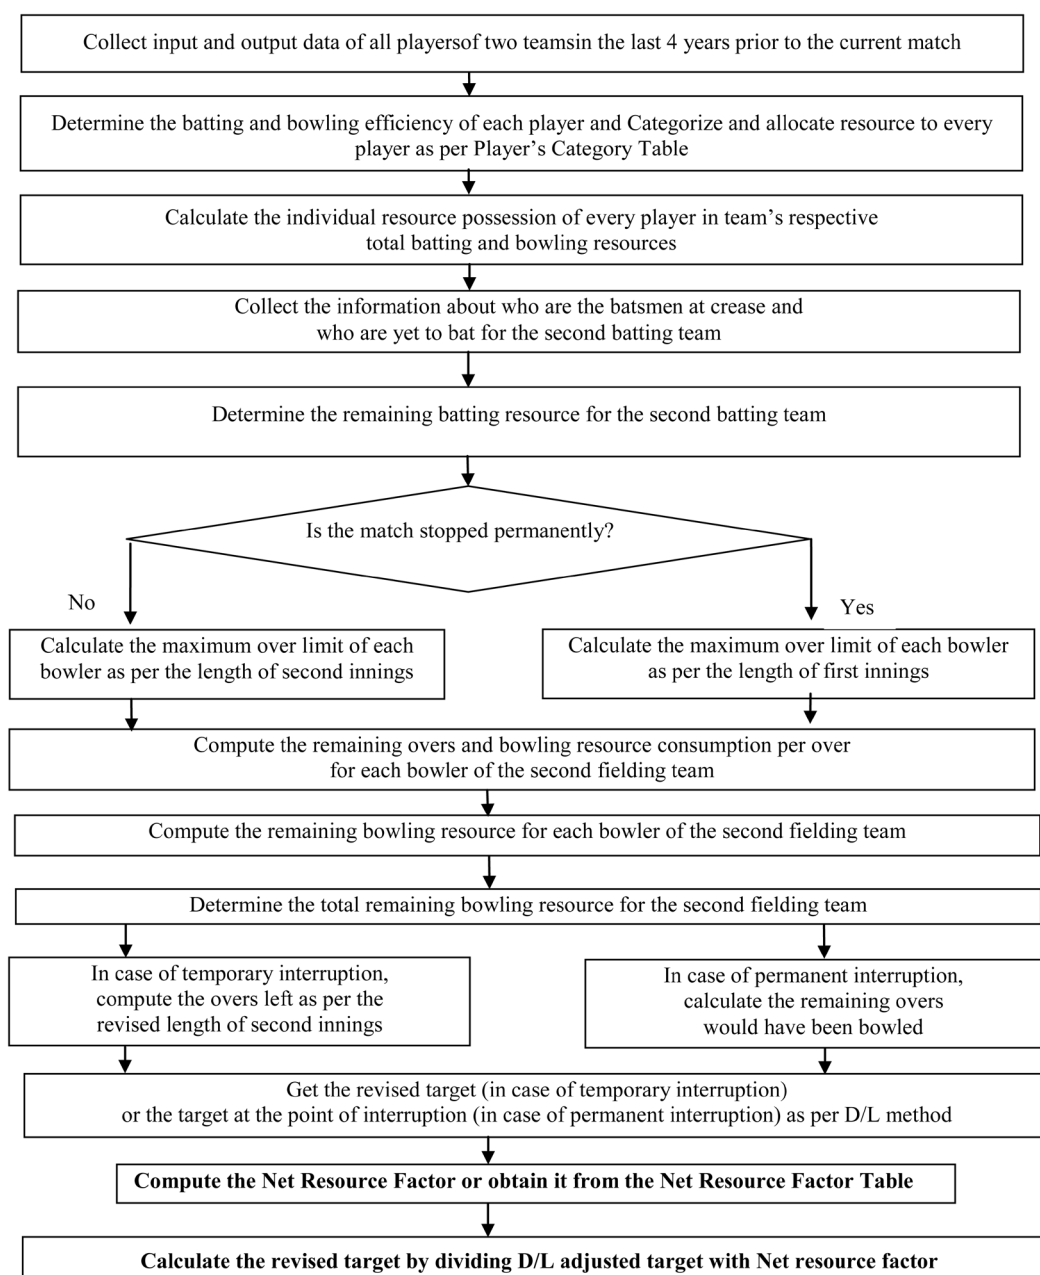 Collect input and output data of all playersof two teamsin the last 4 years prior to the current match
Determine the batting and bowling efficiency of each player and Categorize and allocate resource to every
player as per Player's Category Table
Calculate the individual resource possession of every player in team's respective
total batting and bowling resources
Collect the information about who are the batsmen at crease and
who are yet to bat for the second batting team
Determine the remaining batting resource for the second batting team
Is the match stopped permanently?
No
Yes
Calculate the maximum over limit of each
bowler as per the length of second innings
Calculate the maximum over limit of each bowler
as per the length of first innings
Compute the remaining overs and bowling resource consumption per over
for each bowler of the second fielding team
Compute the remaining bowling resource for each bowler of the second fielding team
Determine the total remaining bowling resource for the second fielding team
In case of temporary interruption,
compute the overs left as per the
revised length of second innings
In case of permanent interruption,
calculate the remaining overs
would have been bowled
Get the revised target (in case of temporary interruption)
or the target at the point of interruption (in case of permanent interruption) as per D/L method
Compute the Net Resource Factor or obtain it from the Net Resource Factor Table
Calculate the revised target by dividing D/L adjusted target with Net resource factor